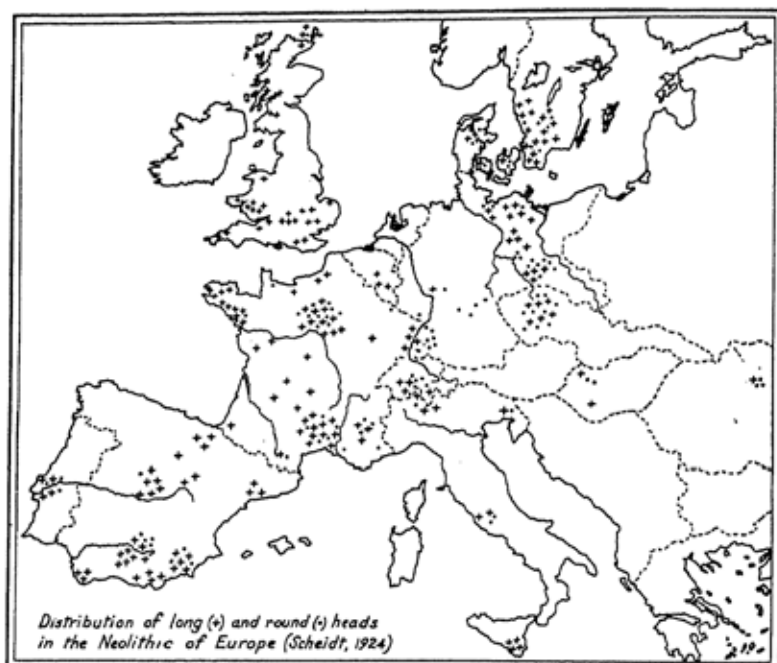 Distribution of long (+) and round (-) heads
in the Neolithic of Europe (Scheidt, 1924)